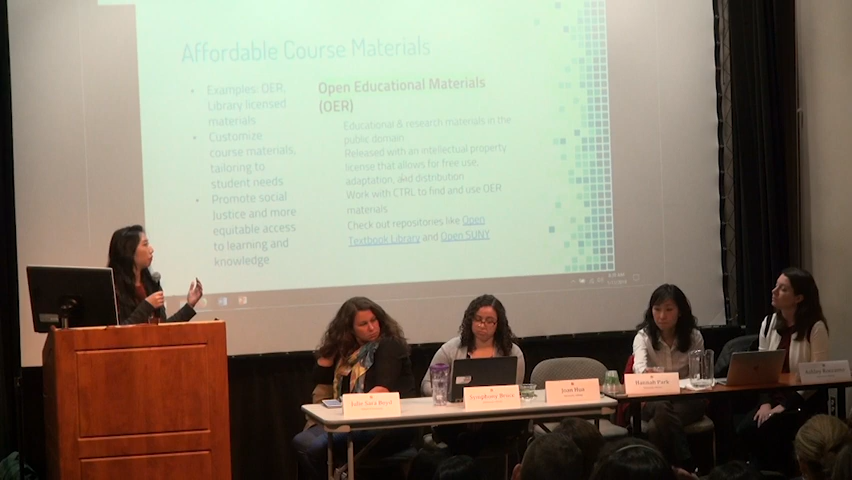 Affordable Course Materials
• Examples: OER,
Library licensed
materials
• Customize
course materials,
tailoring to
student needs
• Promote social
Justice and more
equitable access
to learning and
knowledge
Open Educational Materials
(OER)
Educational & research materials in the
public domain
Released with an intellectual property
license that allows for free use,
adaptation, and distribution
Work with CTRL to find and use OER
materials
Check out repositories like Open
Textbook Library and Open SUNY
Symphony Bruce
Hannah Park